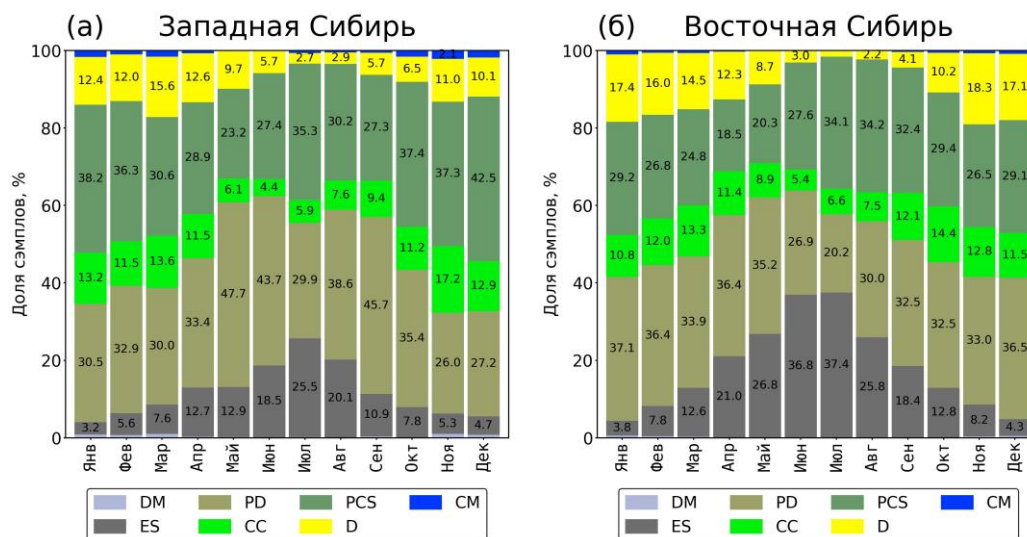 (а) Западная Сибирь
Доля сэмплов, %
100
80
60
40
20
0
2.1
12.4 12.0 15.6 12.6 9.7 5.7 2.7 2.9 5.7 6.5 11.0 10.1
38.2 36.3 30.6 28.9 23.2 27.4 35.3 30.2 27.3 37.4 37.3 42.5
13.2 11.5 13.6 11.5 6.1 4.4 5.9 7.6 9.4 11.2 17.2 12.9
30.5 32.9 30.0 33.4 47.7 43.7 29.9 38.6 45.7 35.4 26.0 27.2
3.2 5.6 7.6 12.7 12.9 18.5 25.5 20.1 10.9 7.8 5.3 4.7
Янв Фев Мар Апр Май Июн Июл Авг Сен Окт Ноя Дек
DM PD PCS CM
ES CC D
(б) Восточная Сибирь
Доля сэмплов, %
100
80
60
40
20
0
17.4 16.0 14.5 12.3 8.7 3.0 2.2 4.1 10.2 18.3 17.1
29.2 26.8 24.8 18.5 20.3 27.6 34.1 34.2 32.4 29.4 26.5 29.1
10.8 12.0 13.3 11.4 8.9 5.4 6.6 7.5 12.1 14.4 12.8 11.5
37.1 36.4 33.9 36.4 35.2 26.9 20.2 30.0 32.5 32.5 33.0 36.5
3.8 7.8 12.6 21.0 26.8 36.8 37.4 25.8 18.4 12.8 8.2 4.3
Янв Фев Мар Апр Май Июн Июл Авг Сен Окт Ноя Дек
DM PD PCS CM
ES CC D